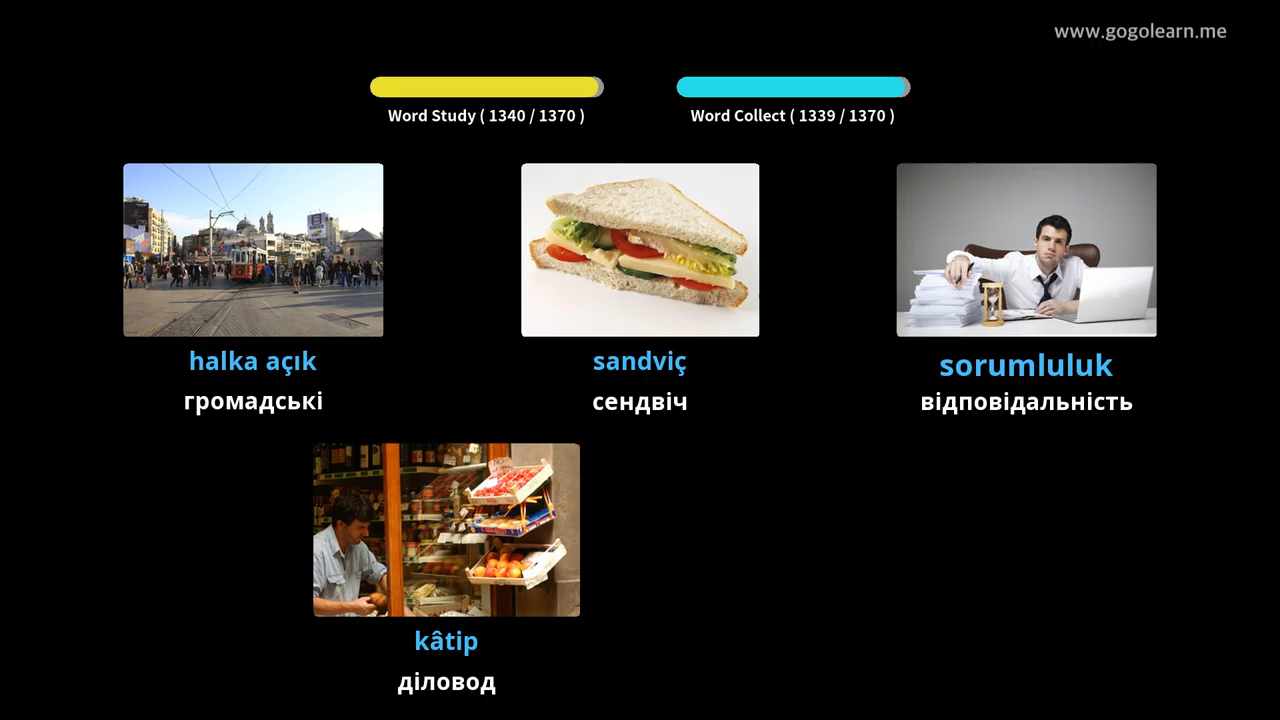 www.gogolearn.me
Word Study ( 1340 / 1370 )
Word Collect ( 1339 / 1370 )
halka açık
громадські
sandviç
сендвіч
sorumluluk
відповідальність
kâtip
діловод